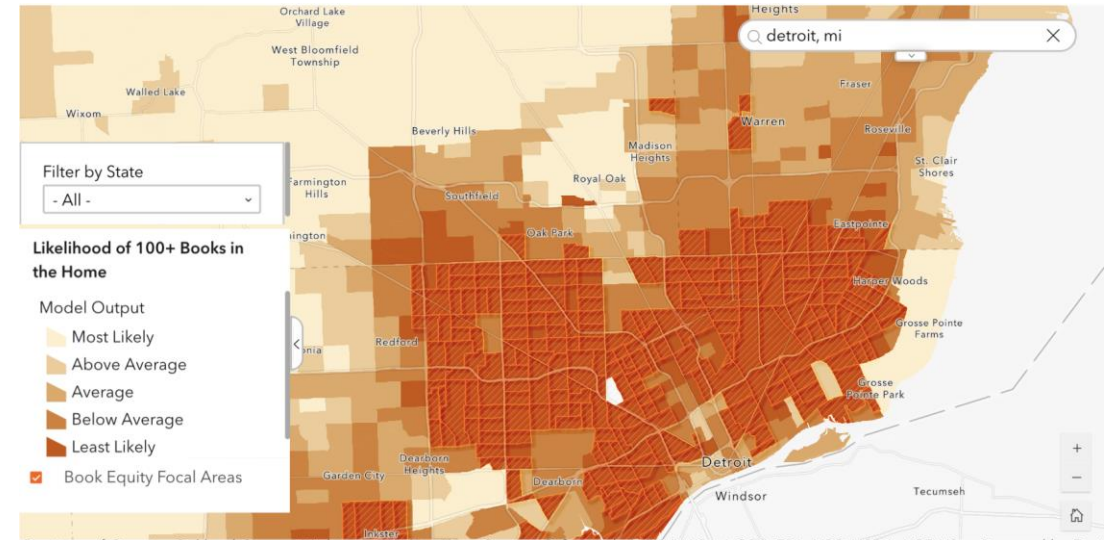 Orchard Lake
Village
Heights
detroit, mi
West Bloomfield
Township
Walled Lake
Fraser
Wixom
Warren
Beverly Hills
Roseville
Madison
Heights
St. Clair
Shores
Filter by State
- All -
Farmington
Hills
Royal Oak
Southfield
Eastpointe
Oak Park
ington
Likelihood of 100+ Books in
the Home
Harper Woods
Model Output
Most Likely
Above Average
Average
Below Average
Least Likely
Book Equity Focal Areas
Grosse Pointe
Farms
Redford
onia
Grosse
Pointe Park
Dearborn
Heights
Detroit
Garden City
Dearborn
Windsor
Tecumseh
Inkster